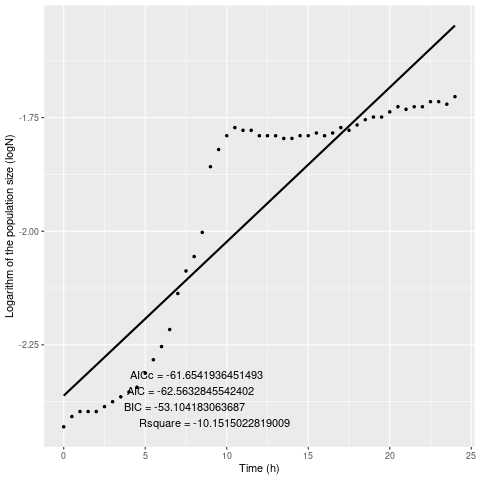 Logarithm of the population size (logN)
-1.75
-2.00
-2.25
AICc = -61.6541936451493
AIC = -62.5632845542402
BIC = -53.104183063687
Rsquare = -10.1515022819009
0 5 10 15 20 25
Time (h)